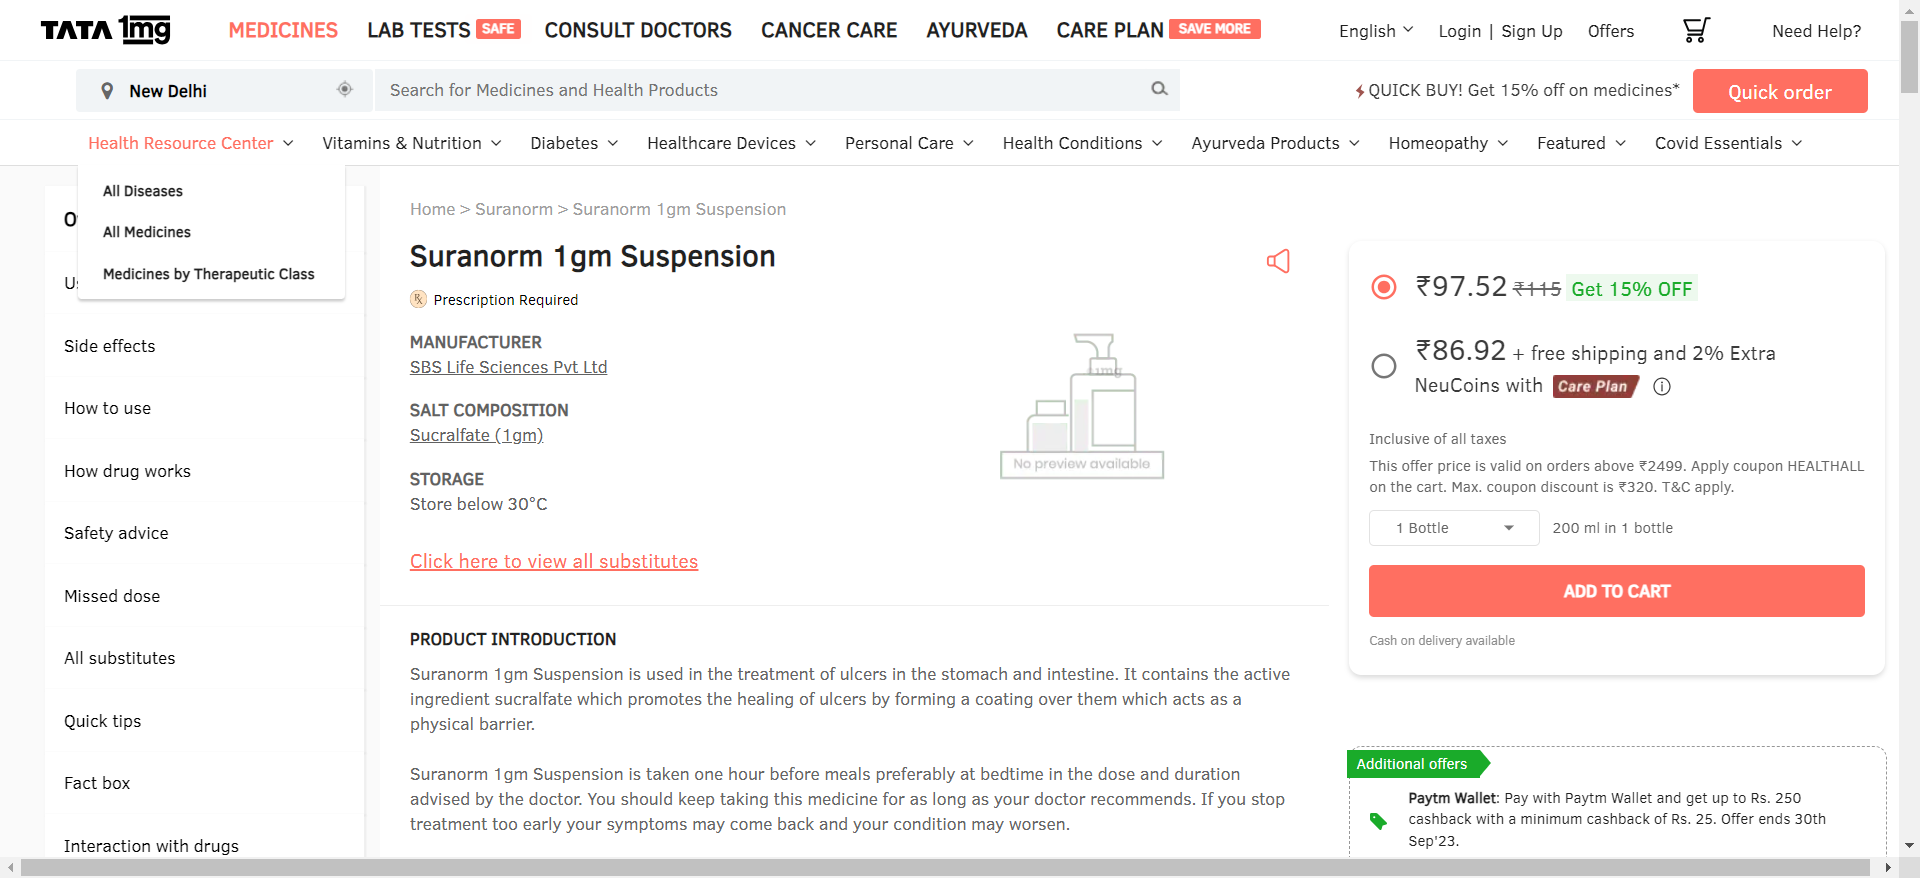 TATA 1mg
MEDICINES
LAB TESTS SAFE
CONSULT DOCTORS
CANCER CARE
AYURVEDA
CARE PLAN SAVE MORE
English
Login | Sign Up
Offers
Need Help?
New Delhi
Search for Medicines and Health Products
QUICK BUY! Get 15% off on medicines*
Quick order
Health Resource Center
Vitamins & Nutrition
Diabetes
Healthcare Devices
Personal Care
Health Conditions
Ayurveda Products
Homeopathy
Featured
Covid Essentials
All Diseases
All Medicines
Medicines by Therapeutic Class
Side effects
How to use
How drug works
Safety advice
Missed dose
All substitutes
Quick tips
Fact box
Interaction with drugs
Home > Suranorm > Suranorm 1gm Suspension
Suranorm 1gm Suspension
Rx Prescription Required
MANUFACTURER
SBS Life Sciences Pvt Ltd
SALT COMPOSITION
Sucralfate (1gm)
STORAGE
Store below 30°C
Click here to view all substitutes
1mg
No preview available
PRODUCT INTRODUCTION
Suranorm 1gm Suspension is used in the treatment of ulcers in the stomach and intestine. It contains the active
ingredient sucralfate which promotes the healing of ulcers by forming a coating over them which acts as a
physical barrier.
Suranorm 1gm Suspension is taken one hour before meals preferably at bedtime in the dose and duration
advised by the doctor. You should keep taking this medicine for as long as your doctor recommends. If you stop
treatment too early your symptoms may come back and your condition may worsen.
₹97.52 ₹115 Get 15% OFF
₹86.92 + free shipping and 2% Extra
NeuCoins with Care Plan
Inclusive of all taxes
This offer price is valid on orders above ₹2499. Apply coupon HEALTHALL
on the cart. Max. coupon discount is ₹320. T&C apply.
1 Bottle
200 ml in 1 bottle
ADD TO CART
Cash on delivery available
Additional offers
Paytm Wallet: Pay with Paytm Wallet and get up to Rs. 250
cashback with a minimum cashback of Rs. 25. Offer ends 30th
Sep'23.